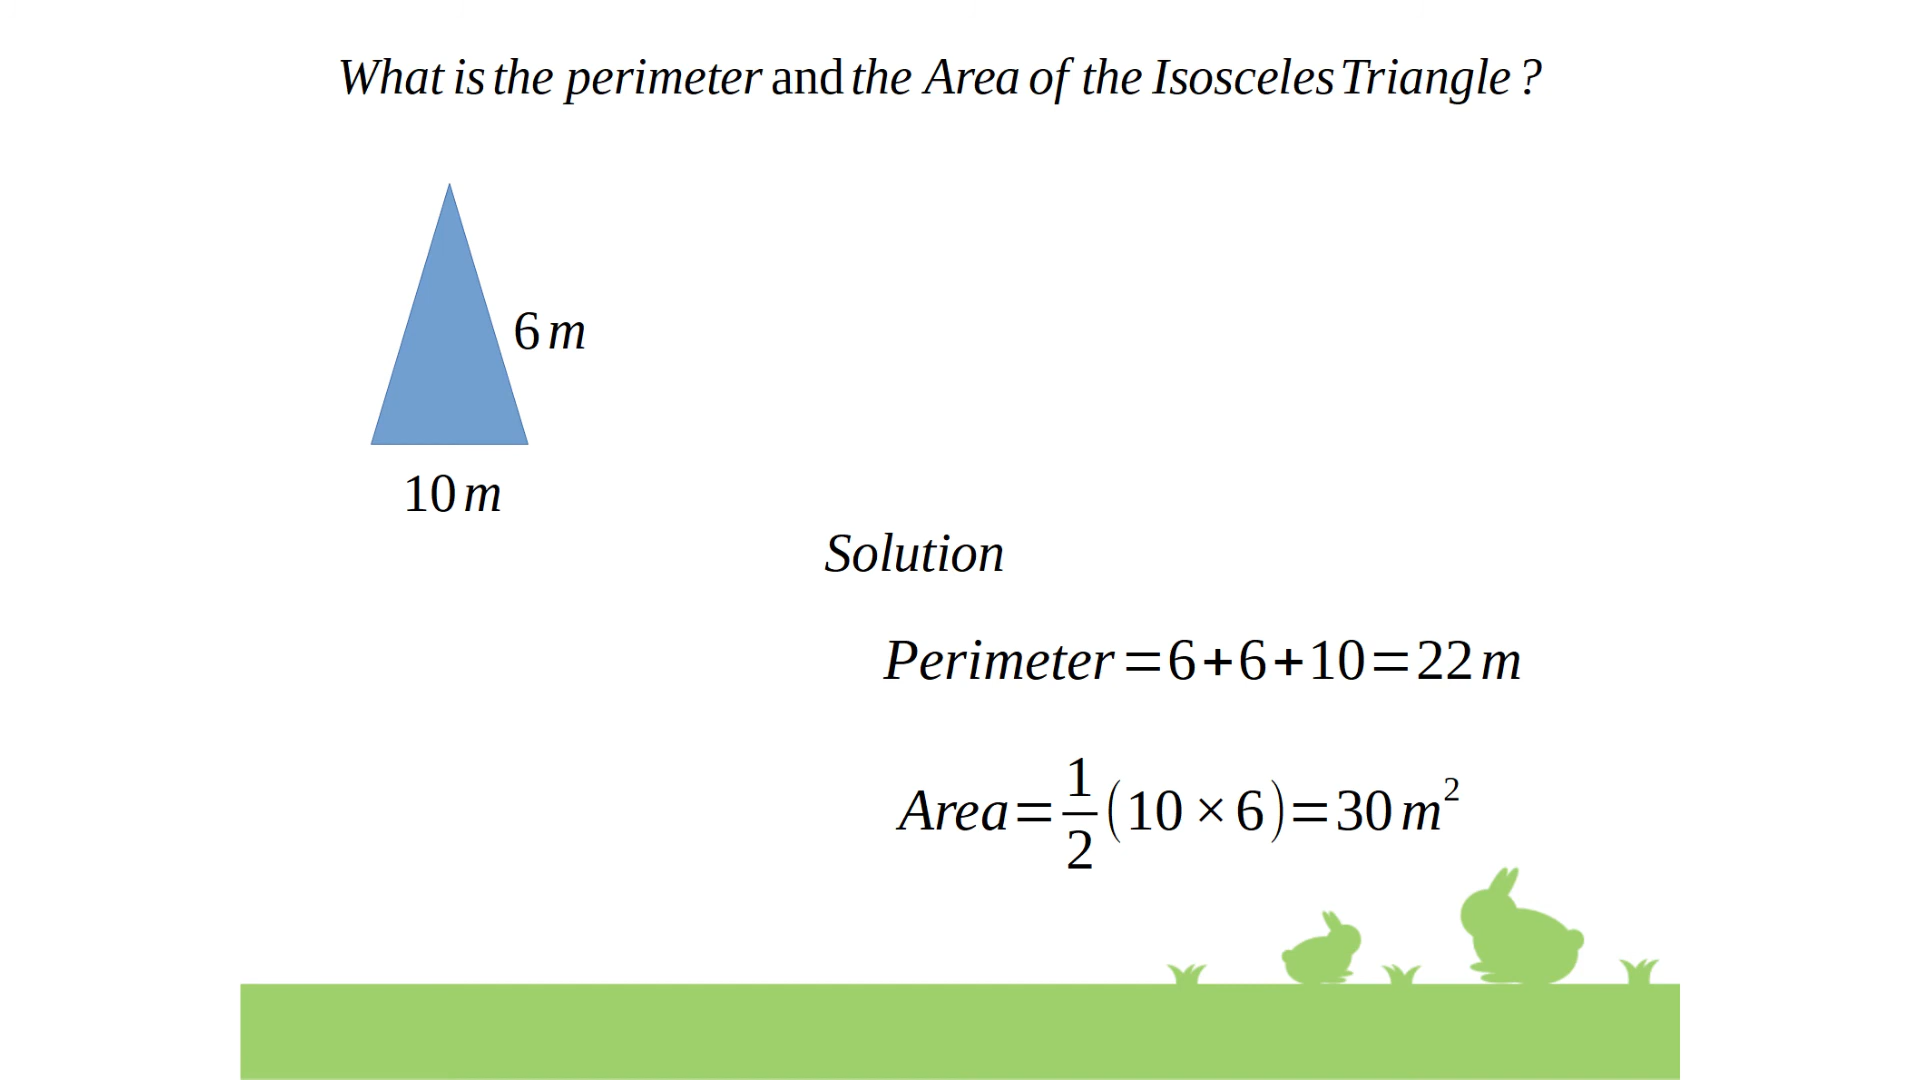 What is the perimeter and the Area of the Isosceles Triangle ?
6 m
10 m
Solution
Perimeter = 6 + 6 + 10 = 22 m
Area = 1/2 (10 × 6) = 30 m²